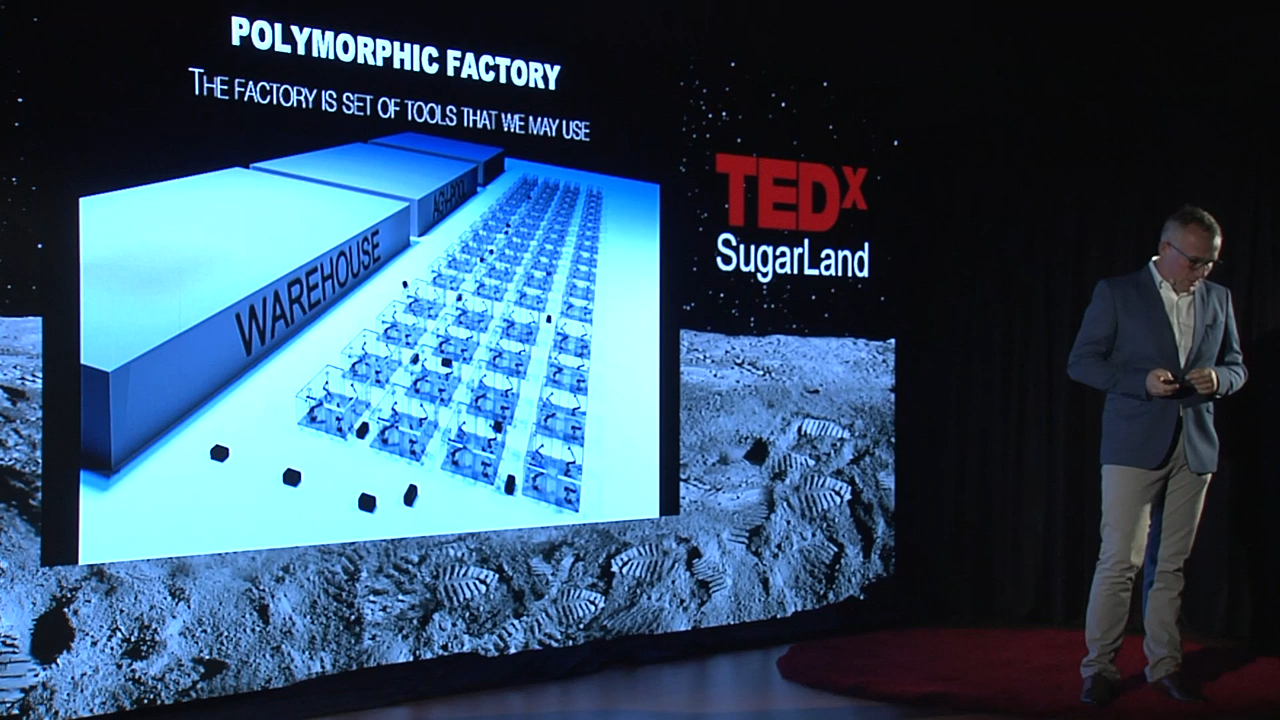 POLYMORPHIC FACTORY
THE FACTORY IS SET OF TOOLS THAT WE MAY USE
WAREHOUSE
TEDx
SugarLand